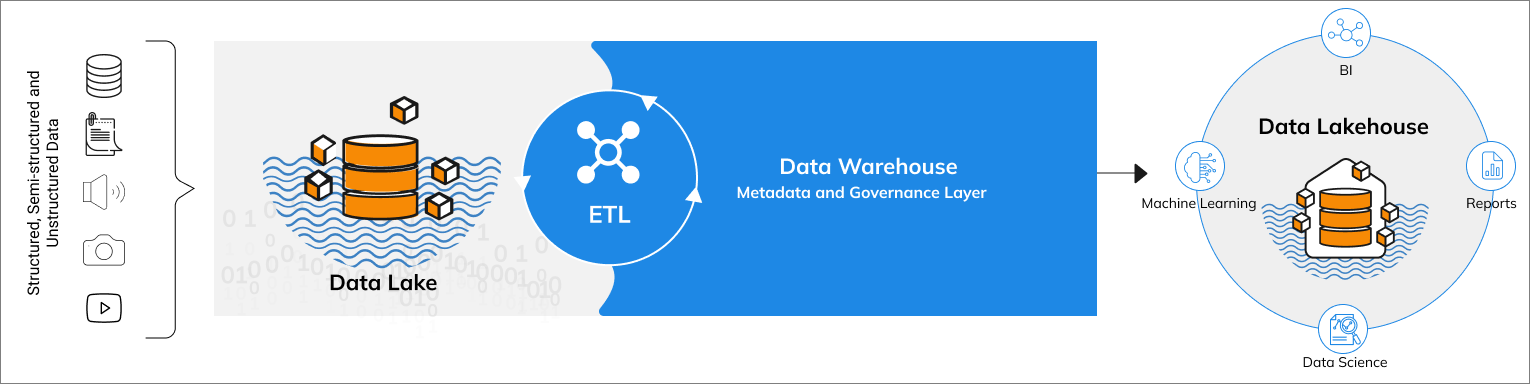 Structured, Semi-structured and
Unstructured Data
Data Lake
ETL
Data Warehouse
Metadata and Governance Layer
BI
Data Lakehouse
Machine Learning
Reports
Data Science